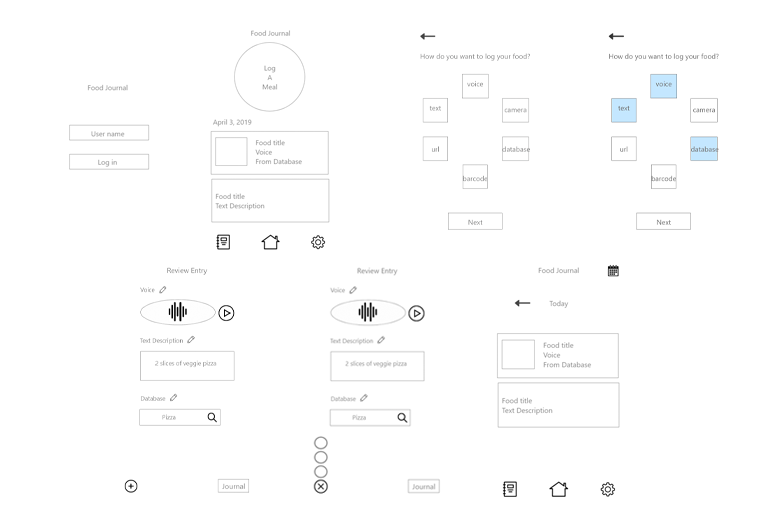 Food Journal
User name
Log in
Food Journal
Log
A
Meal
April 3, 2019
Food title
Voice
From Database
Food title
Text Description
How do you want to log your food?
voice
text
camera
url
database
barcode
Next
How do you want to log your food?
voice
text
camera
url
database
barcode
Next
Review Entry
Voice
Text Description
2 slices of veggie pizza
Database
Pizza
Journal
Review Entry
Voice
Text Description
2 slices of veggie pizza
Database
Pizza
Journal
Food Journal
Today
Food title
Voice
From Database
Food title
Text Description